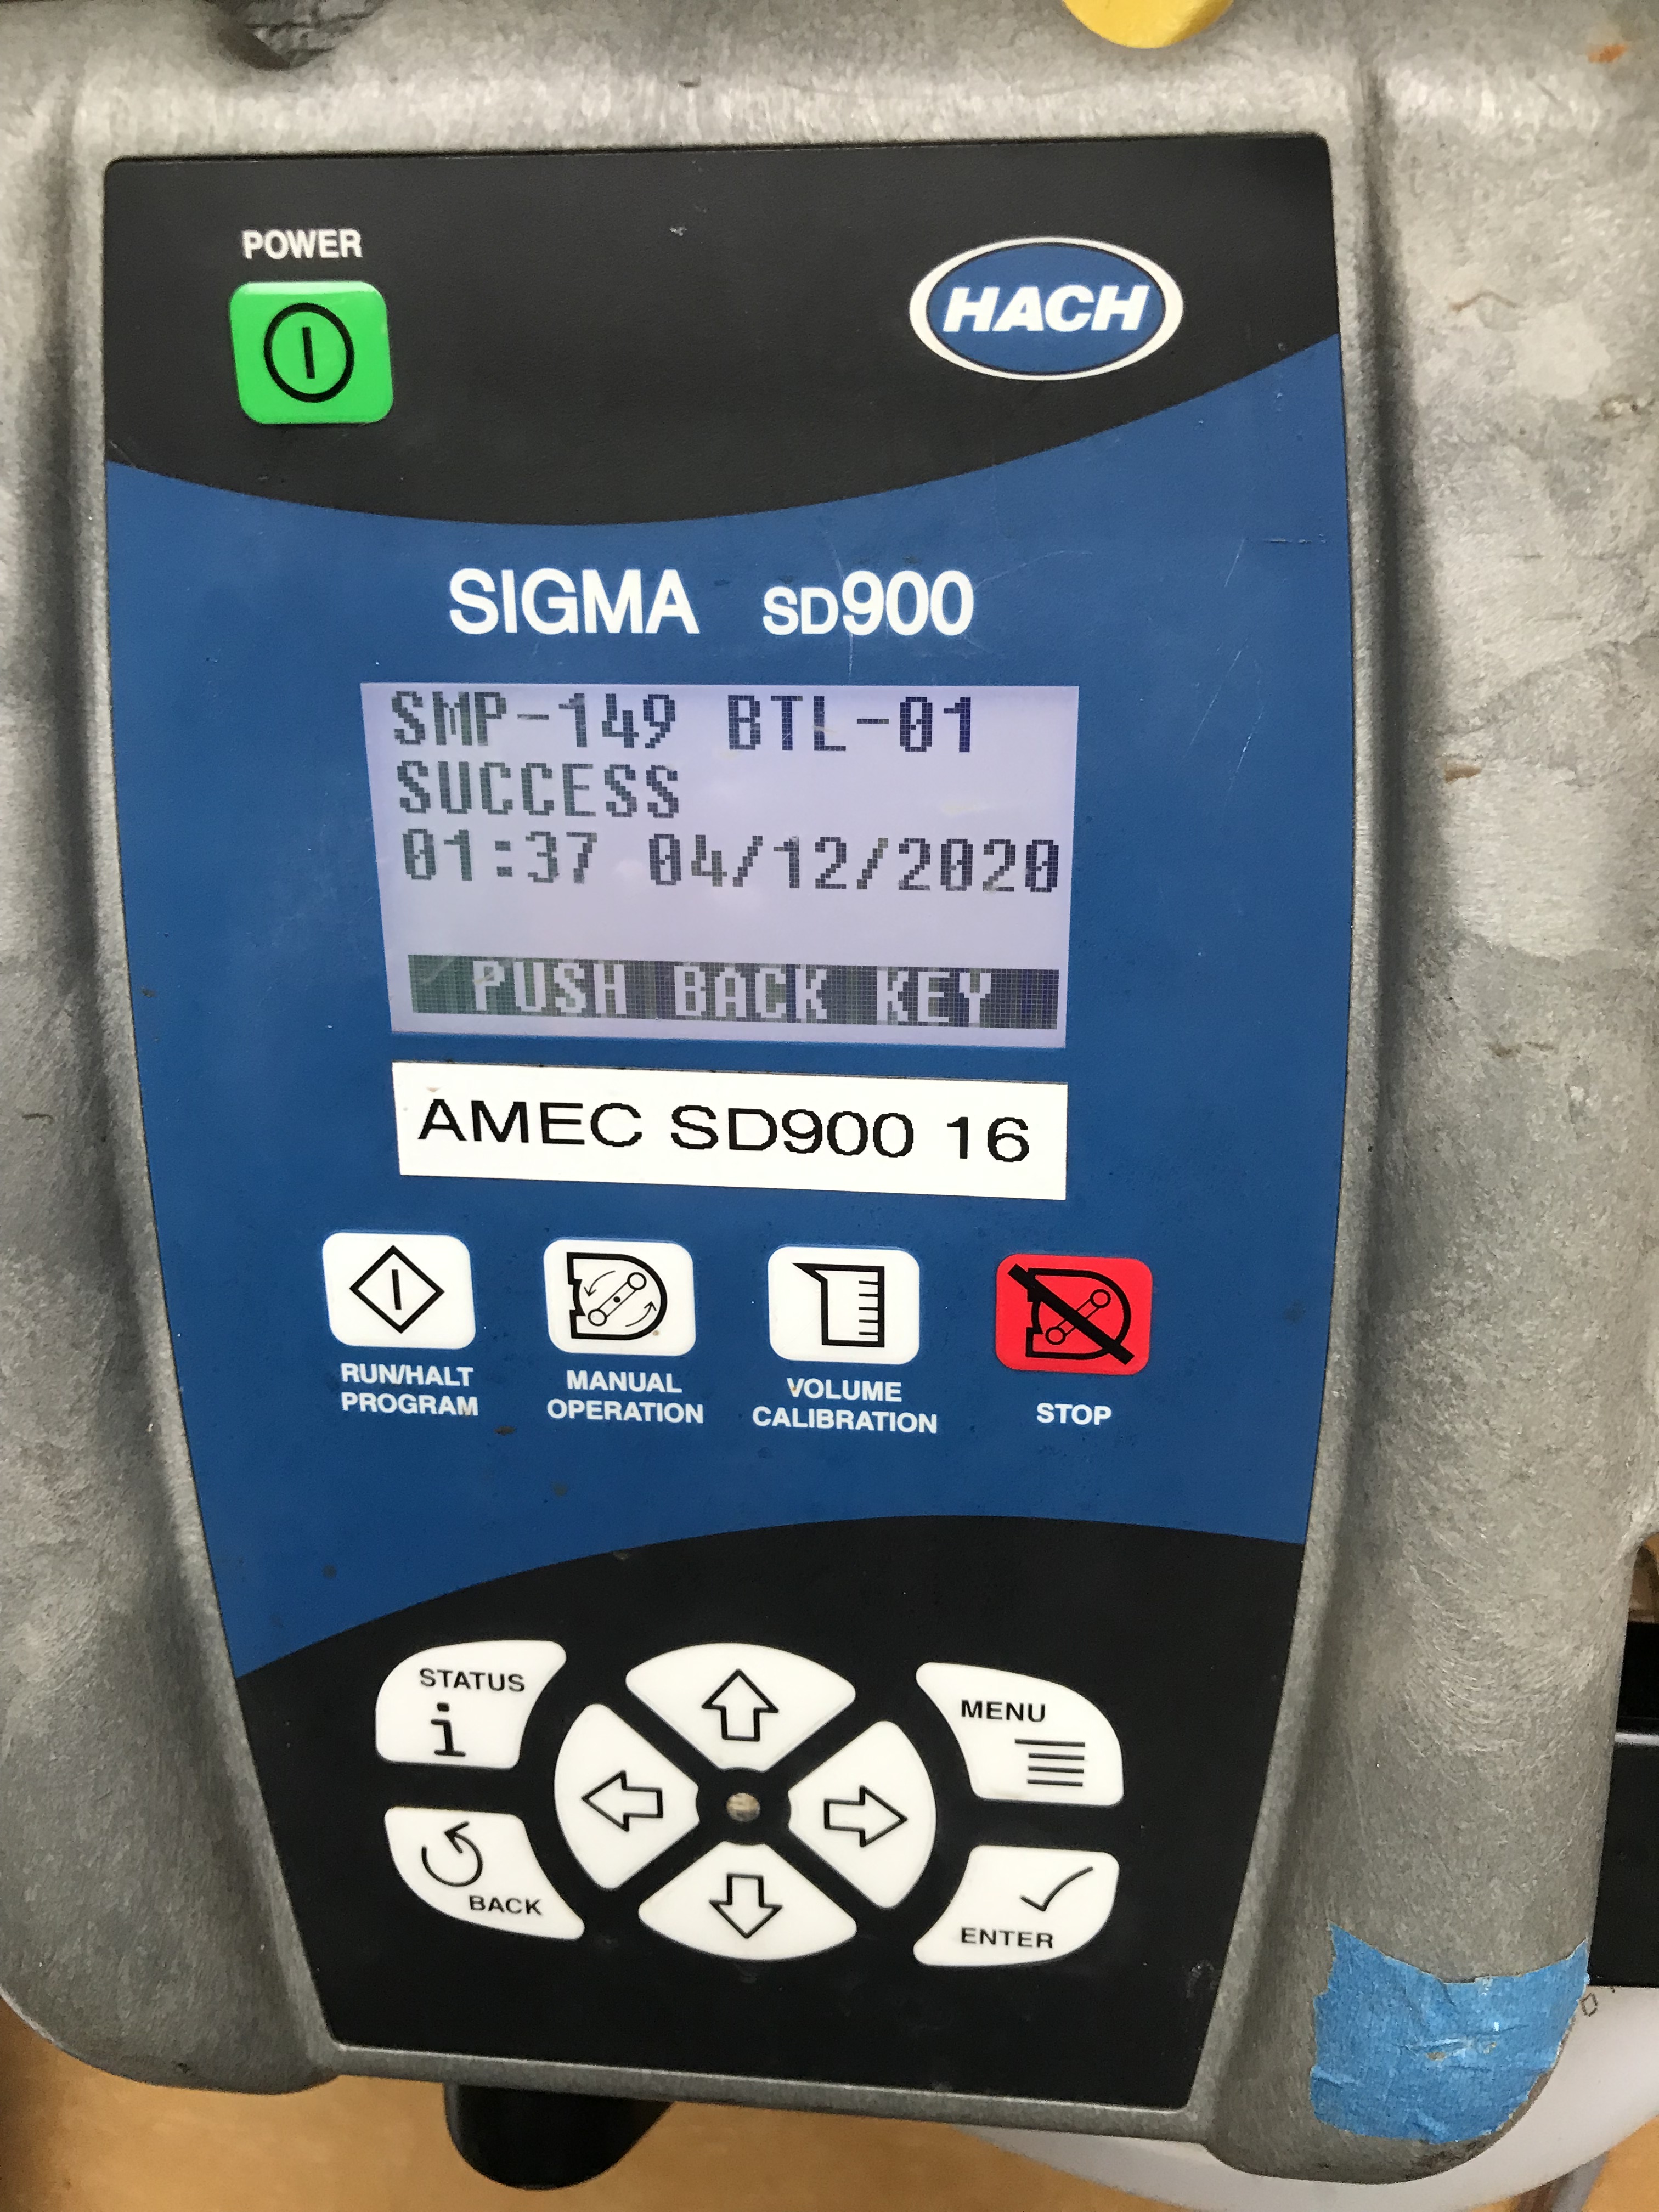 POWER
HACH
SIGMA SD900
SMP-149 BTL-01
SUCCESS
01:37 04/12/2020
PUSH BACK KEY
AMEC SD900 16
RUN/HALT
PROGRAM
MANUAL
OPERATION
VOLUME
CALIBRATION
STOP
STATUS
i
MENU
BACK
ENTER